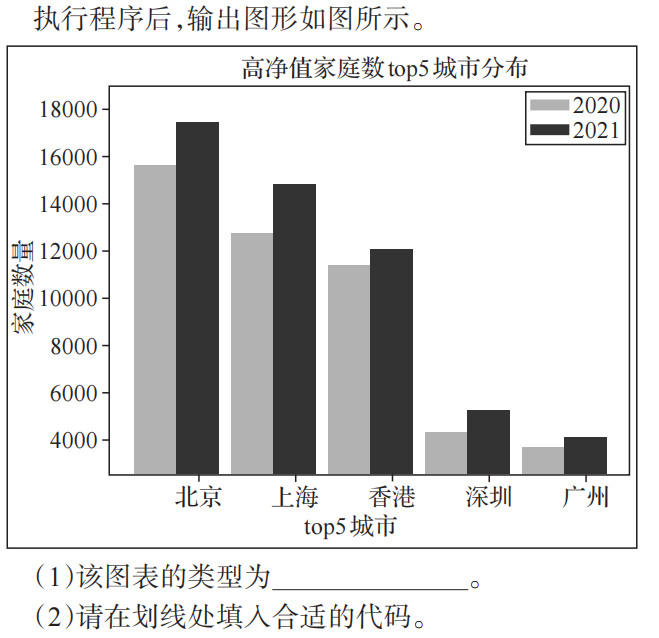 执行程序后,输出图形如图所示。
高净值家庭数top5城市分布
2020
2021
18000
16000
14000
12000
10000
8000
6000
4000
家庭数量
北京 上海 香港 深圳 广州
top5城市
(1)该图表的类型为______________。
(2)请在划线处填入合适的代码。